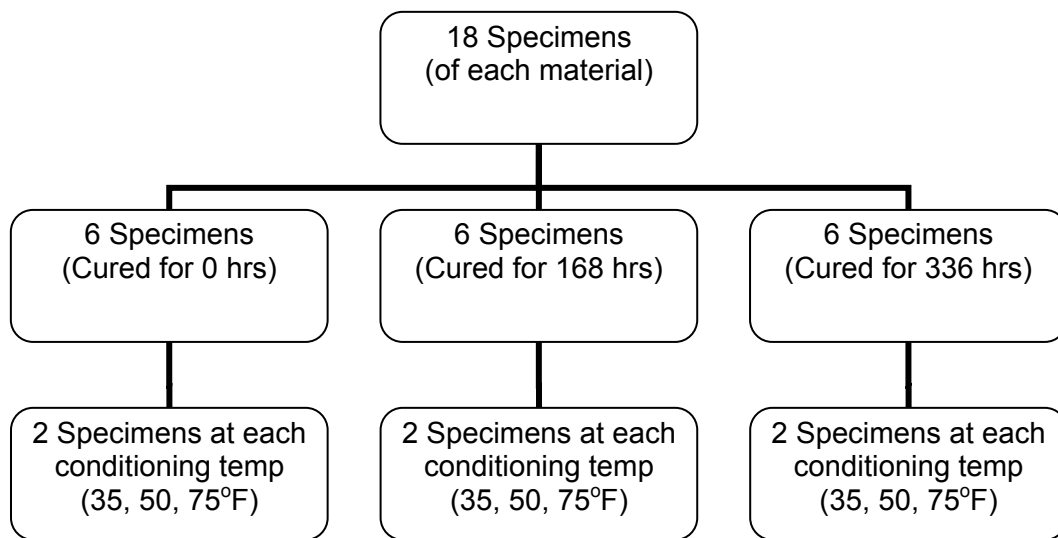 18 Specimens
(of each material)
6 Specimens
(Cured for 0 hrs)
6 Specimens
(Cured for 168 hrs)
6 Specimens
(Cured for 336 hrs)
2 Specimens at each
conditioning temp
(35, 50, 75°F)
2 Specimens at each
conditioning temp
(35, 50, 75°F)
2 Specimens at each
conditioning temp
(35, 50, 75°F)